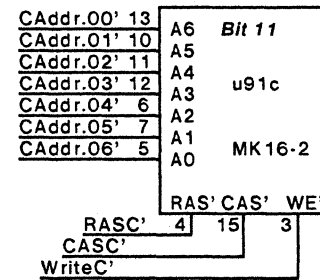 CAddr.00' 13 A6 Bit 11
CAddr.01' 10 A5
CAddr.02' 11 A4
CAddr.03' 12 A3 u91c
CAddr.04' 6 A2
CAddr.05' 7 A1
CAddr.06' 5 A0 MK16-2
RAS' CAS' WE'
RASC' 4 15 3
CASC'
WriteC'